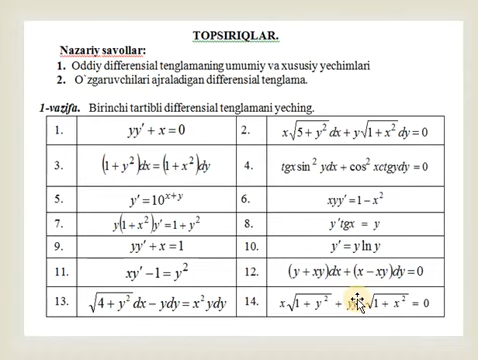 TOPSIRIQLAR.
Nazariy savollar:
1. Oddiy differensial tenglamaning umumiy va xususiy yechimlari
2. O`zgaruvchilari ajraladigan differensial tenglama.
1-vazifa. Birinchi tartibli differensial tenglamani yeching.
1. yy' + x = 0 2. x√(5 + y²) dx + y√(1 + x²) dy = 0
3. (1 + y²)dx = (1 + x²)dy 4. tgx sin² ydx + cos² xctgydy = 0
5. y' = 10^(x+y) 6. xyy' = 1 − x²
7. y(1 + x²)y' = 1 + y² 8. y'tgx = y
9. yy' + x = 1 10. y' = y ln y
11. xy' − 1 = y² 12. (y + xy)dx + (x − xy)dy = 0
13. √(4 + y²) dx − ydy = x² ydy 14. x√(1 + y²) + √(1 + x²) = 0